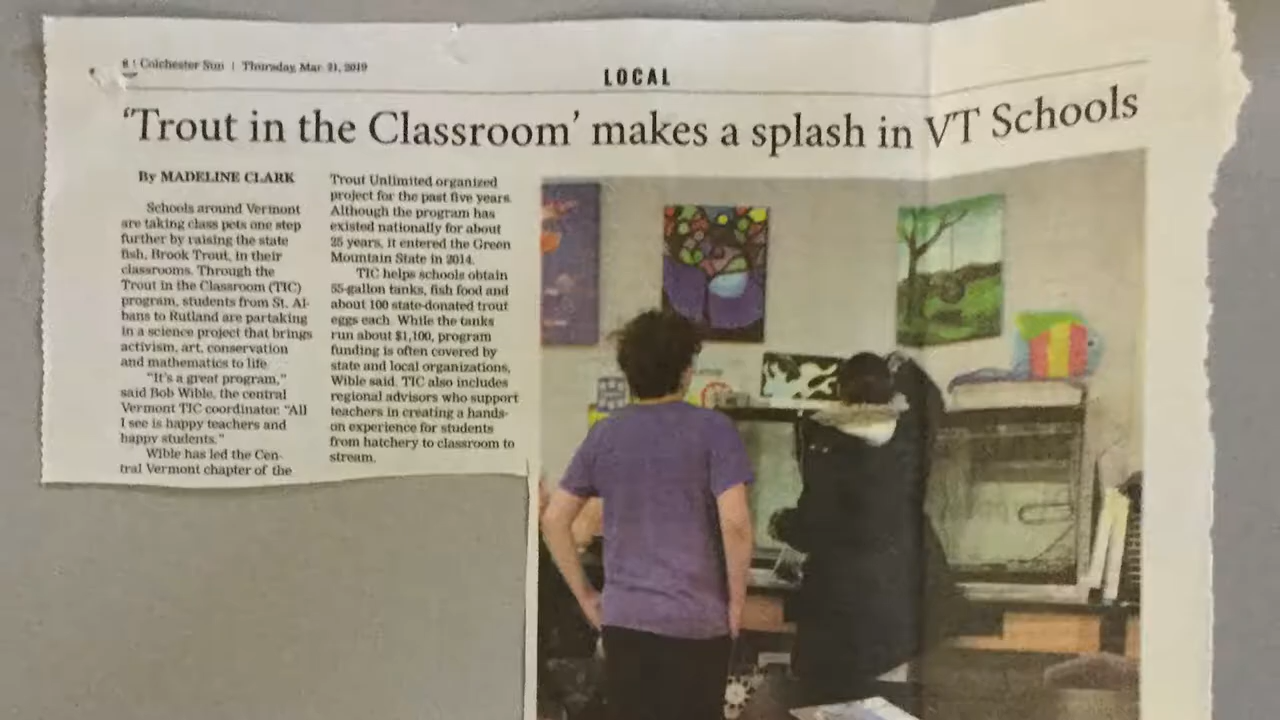 8 | Colchester Sun | Thursday, Mar. 21, 2019
LOCAL
‘Trout in the Classroom’ makes a splash in VT Schools
By MADELINE CLARK
Schools around Vermont
are taking class pets one step
further by raising the state
fish, Brook Trout, in their
classrooms. Through the
Trout in the Classroom (TIC)
program, students from St. Al-
bans to Rutland are partaking
in a science project that brings
activism, art, conservation
and mathematics to life.
“It’s a great program,”
said Bob Wible, the central
Vermont TIC coordinator. “All
I see is happy teachers and
happy students.”
Wible has led the Cen-
tral Vermont chapter of the
Trout Unlimited organized
project for the past five years.
Although the program has
existed nationally for about
25 years, it entered the Green
Mountain State in 2014.
TIC helps schools obtain
55-gallon tanks, fish food and
about 100 state-donated trout
eggs each. While the tanks
run about $1,100, program
funding is often covered by
state and local organizations,
Wible said. TIC also includes
regional advisors who support
teachers in creating a hands-
on experience for students
from hatchery to classroom to
stream.